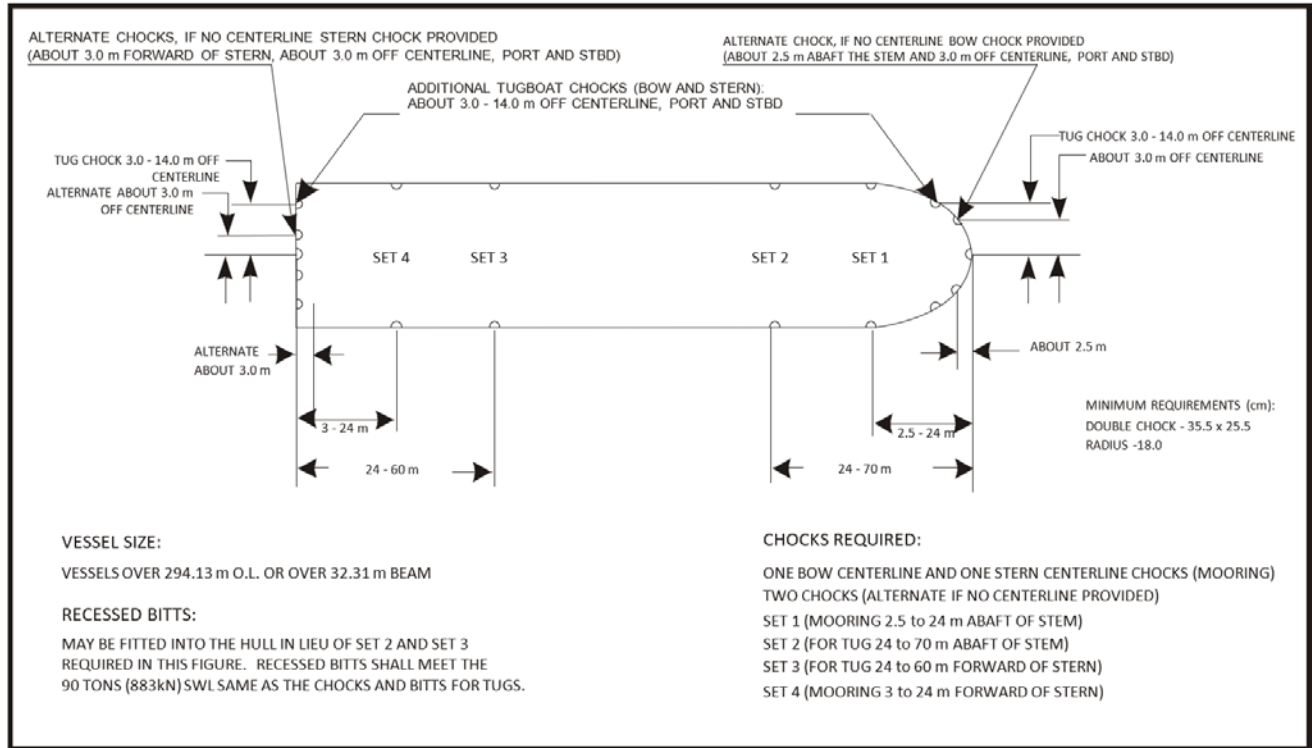 ALTERNATE CHOCKS, IF NO CENTERLINE STERN CHOCK PROVIDED
(ABOUT 3.0 m FORWARD OF STERN, ABOUT 3.0 m OFF CENTERLINE, PORT AND STBD)
ALTERNATE CHOCK, IF NO CENTERLINE BOW CHOCK PROVIDED
(ABOUT 2.5 m ABAFT THE STEM AND 3.0 m OFF CENTERLINE, PORT AND STBD)
ADDITIONAL TUGBOAT CHOCKS (BOW AND STERN):
ABOUT 3.0 - 14.0 m OFF CENTERLINE, PORT AND STBD
TUG CHOCK 3.0 - 14.0 m OFF
CENTERLINE
ALTERNATE ABOUT 3.0 m
OFF CENTERLINE
TUG CHOCK 3.0 - 14.0 m OFF CENTERLINE
ABOUT 3.0 m OFF CENTERLINE
SET 4
SET 3
SET 2
SET 1
ALTERNATE
ABOUT 3.0 m
ABOUT 2.5 m
3 - 24 m
2.5 - 24 m
24 - 60 m
24 - 70 m
MINIMUM REQUIREMENTS (cm):
DOUBLE CHOCK - 35.5 x 25.5
RADIUS -18.0
VESSEL SIZE:
VESSELS OVER 294.13 m O.L. OR OVER 32.31 m BEAM
RECESSED BITTS:
MAY BE FITTED INTO THE HULL IN LIEU OF SET 2 AND SET 3
REQUIRED IN THIS FIGURE. RECESSED BITTS SHALL MEET THE
90 TONS (883kN) SWL SAME AS THE CHOCKS AND BITTS FOR TUGS.
CHOCKS REQUIRED:
ONE BOW CENTERLINE AND ONE STERN CENTERLINE CHOCKS (MOORING)
TWO CHOCKS (ALTERNATE IF NO CENTERLINE PROVIDED)
SET 1 (MOORING 2.5 to 24 m ABAFT OF STEM)
SET 2 (FOR TUG 24 to 70 m ABAFT OF STEM)
SET 3 (FOR TUG 24 to 60 m FORWARD OF STERN)
SET 4 (MOORING 3 to 24 m FORWARD OF STERN)